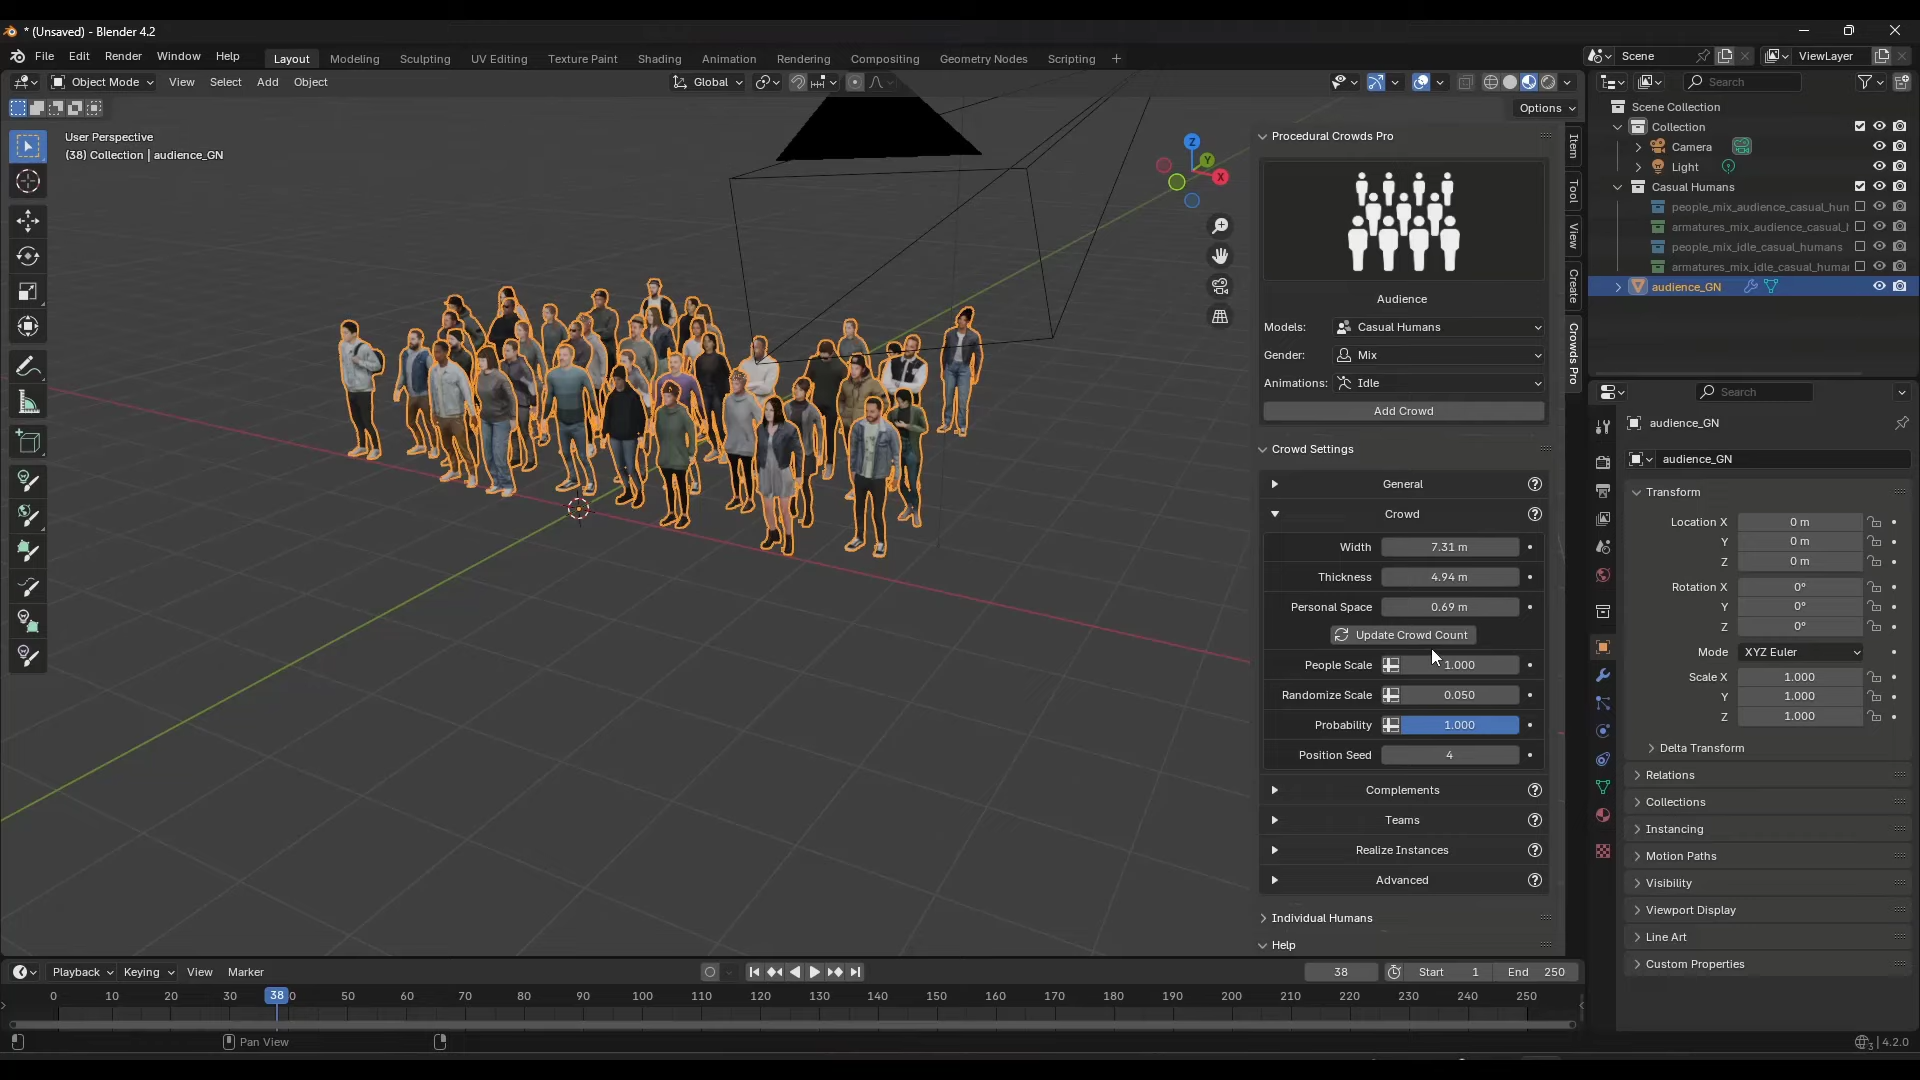 * (Unsaved) - Blender 4.2
File Edit Render Window Help Layout Modeling Sculpting UV Editing Texture Paint Shading Animation Rendering Compositing Geometry Nodes Scripting + Scene ViewLayer
Object Mode View Select Add Object Global Search
Options
User Perspective
(38) Collection | audience_GN
Z
Y
X
Procedural Crowds Pro
Audience
Models: Casual Humans
Gender: Mix
Animations: Idle
Add Crowd
Crowd Settings
General ?
Crowd ?
Width 7.31 m
Thickness 4.94 m
Personal Space 0.69 m
Update Crowd Count
People Scale 1.000
Randomize Scale 0.050
Probability 1.000
Position Seed 4
Complements ?
Teams ?
Realize Instances ?
Advanced ?
Individual Humans
Help
Item
Tool
View
Create
Crowds Pro
Scene Collection
Collection
Camera
Light
Casual Humans
people_mix_audience_casual_hum
armatures_mix_audience_casual_
people_mix_idle_casual_humans
armatures_mix_idle_casual_huma
audience_GN
Search
audience_GN
audience_GN
Transform
Location X 0 m
Y 0 m
Z 0 m
Rotation X 0°
Y 0°
Z 0°
Mode XYZ Euler
Scale X 1.000
Y 1.000
Z 1.000
Delta Transform
Relations
Collections
Instancing
Motion Paths
Visibility
Viewport Display
Line Art
Custom Properties
Playback Keying View Marker 38 Start 1 End 250
0 10 20 30 38 0 50 60 70 80 90 100 110 120 130 140 150 160 170 180 190 200 210 220 230 240 250
Pan View 3 4.2.0